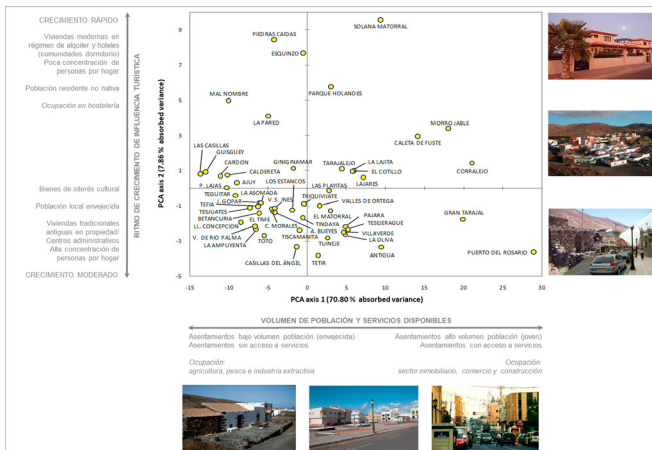 CRECIMIENTO RÁPIDO
Viviendas modernas en
régimen de alquiler y hoteles
(comunidades dormitorio)
Poca concentración de
personas por hogar
Población residente no nativa
Ocupación en hostelería
Bienes de interés cultural
Población local envejecida
Viviendas tradicionales
antiguas en propiedad/
Centros administrativos
Alta concentración de
personas por hogar
CRECIMIENTO MODERADO
RITMO DE CRECIMIENTO DE INFLUENCIA TURÍSTICA
PCA axis 2 (7.86 % absorbed variance)
9
7
5
3
1
-1
-3
-5
SOLANA MATORRAL
PIEDRAS CAIDAS
ESQUINZO
MAL NOMBRE
PARQUE HOLANDES
LA PARED
MORRO JABLE
CALETA DE FUSTE
LAS CASILLAS
GUISGUEY
CARDON
CALDERETA
GINIGINAMAR
TARAJALEJO
LA LAJITA
EL COTILLO
CORRALEJO
P. LAJAS
AJUY
LOS ESTANCOS
LAS PLAYITAS
LAJARES
TEGUITAR
LA ASOMADA
J. GOPAR
V. S. INES
TRIQUIVIJATE
VALLES DE ORTEGA
TEFIA
TESJUATES
BETANCURIA
EL TIME
EL MATORRAL
PAJARA
GRAN TARAJAL
LL. CONCEPCION
C. MORALES
TINDAYA
A. BUEYES
TESEJERAGUE
V. DE RIO PALMA
TISCAMANITA
VILLAVERDE
LA AMPUYENTA
TOTO
TUINEJE
LA OLIVA
CASILLAS DEL ÁNGEL
TETIR
ANTIGUA
PUERTO DEL ROSARIO
-15
-10
-5
0
5
10
15
20
25
30
PCA axis 1 (70.80 % absorbed variance)
VOLUMEN DE POBLACIÓN Y SERVICIOS DISPONIBLES
Asentamientos bajo volumen población (envejecida)
Asentamientos sin acceso a servicios
Asentamientos alto volumen población (joven)
Asentamientos con acceso a servicios
Ocupación:
agricultura, pesca e industria extractiva
Ocupación:
sector inmobiliario, comercio y construcción